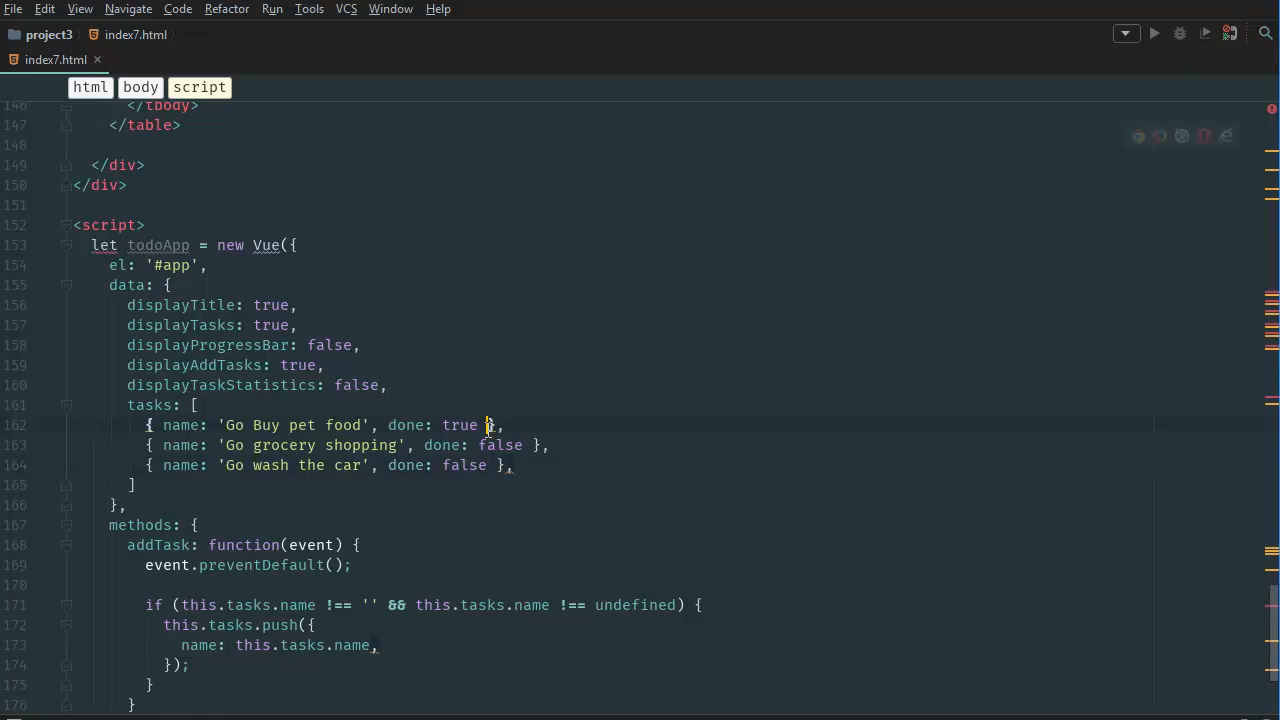 File Edit View Navigate Code Refactor Run Tools VCS Window Help
project3 index7.html
index7.html ×
html body script
146 </tbody>
147 </table>
148
149 </div>
150 </div>
151
152 <script>
153 let todoApp = new Vue({
154 el: '#app',
155 data: {
156 displayTitle: true,
157 displayTasks: true,
158 displayProgressBar: false,
159 displayAddTasks: true,
160 displayTaskStatistics: false,
161 tasks: [
162 { name: 'Go Buy pet food', done: true },
163 { name: 'Go grocery shopping', done: false },
164 { name: 'Go wash the car', done: false },
165 ]
166 },
167 methods: {
168 addTask: function(event) {
169 event.preventDefault();
170
171 if (this.tasks.name !== '' && this.tasks.name !== undefined) {
172 this.tasks.push({
173 name: this.tasks.name,
174 });
175 }
176 }